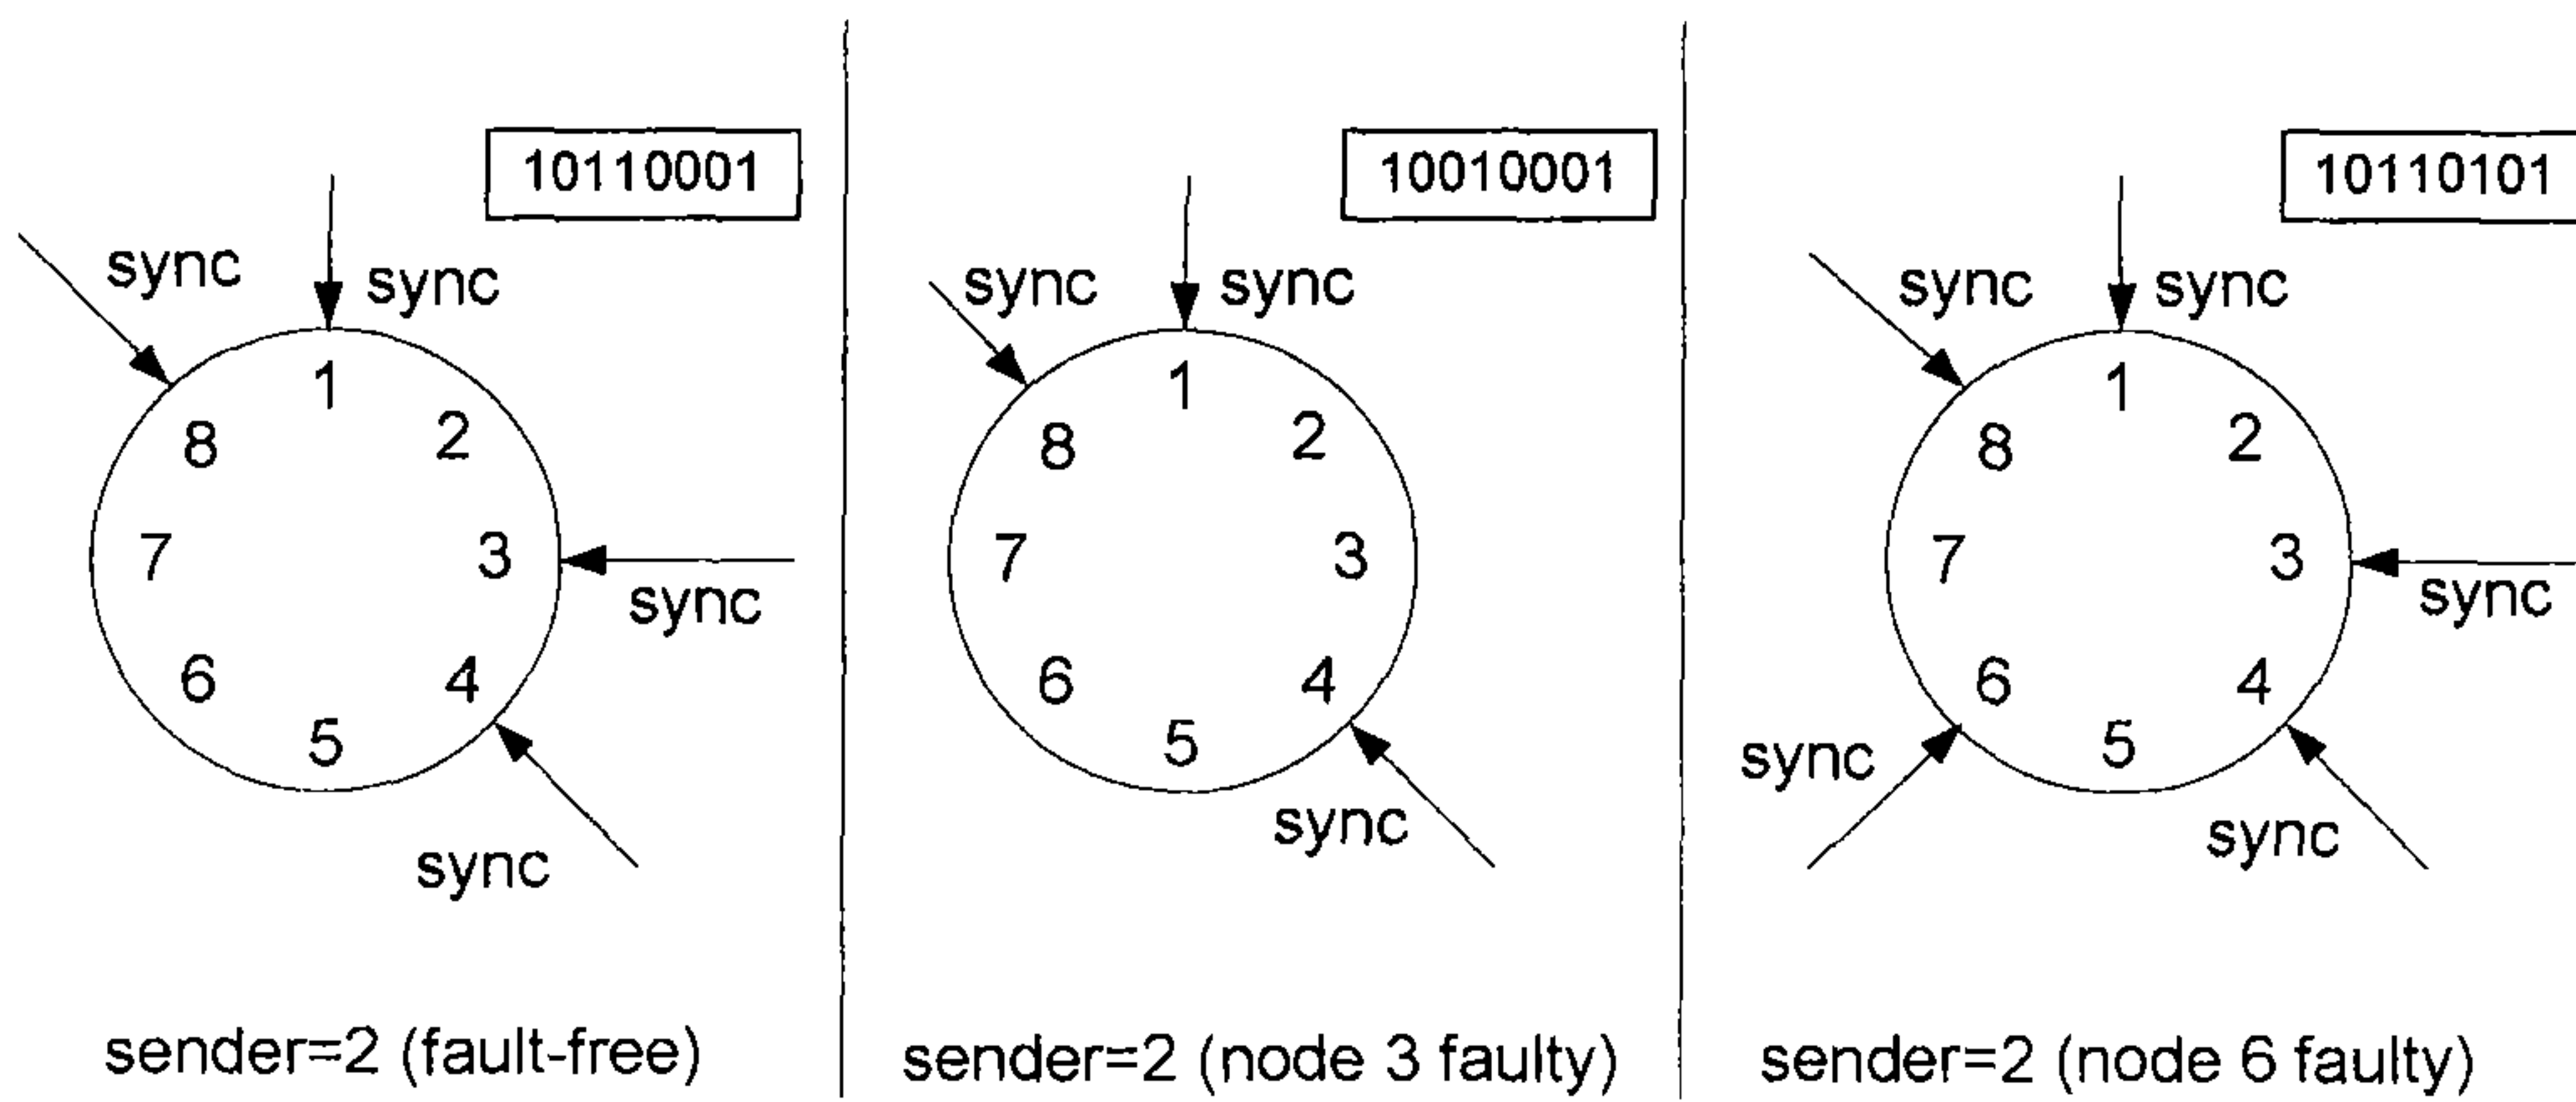 10110001
sync
sync
1
2
3
4
5
6
7
8
sync
sync
sender=2 (fault-free)
10010001
sync
sync
1
2
3
4
5
6
7
8
sync
sender=2 (node 3 faulty)
10110101
sync
sync
1
2
3
4
5
6
7
8
sync
sync
sync
sender=2 (node 6 faulty)